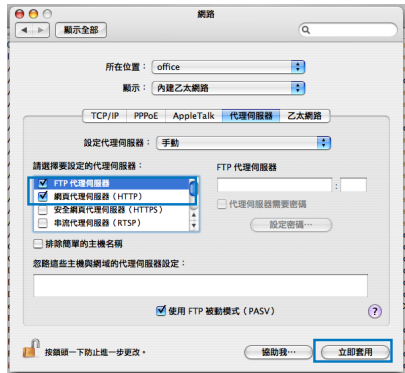 網路
顯示全部
所在位置： office
顯示： 內建乙太網路
TCP/IP PPPoE AppleTalk 代理伺服器 乙太網路
設定代理伺服器： 手動
請選擇要設定的代理伺服器：
FTP 代理伺服器
網頁代理伺服器（HTTP）
安全網頁代理伺服器（HTTPS）
串流代理伺服器（RTSP）
FTP 代理伺服器
:
代理伺服器需要密碼
設定密碼…
排除簡單的主機名稱
忽略這些主機與網域的代理伺服器設定：
使用 FTP 被動模式（PASV）
?
按鎖頭一下防止進一步更改。
協助我…
立即套用